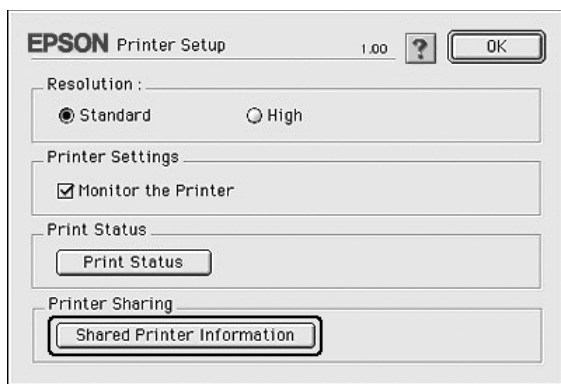 EPSON Printer Setup 1.00 ? OK
Resolution :
Standard High
Printer Settings
Monitor the Printer
Print Status
Print Status
Printer Sharing
Shared Printer Information